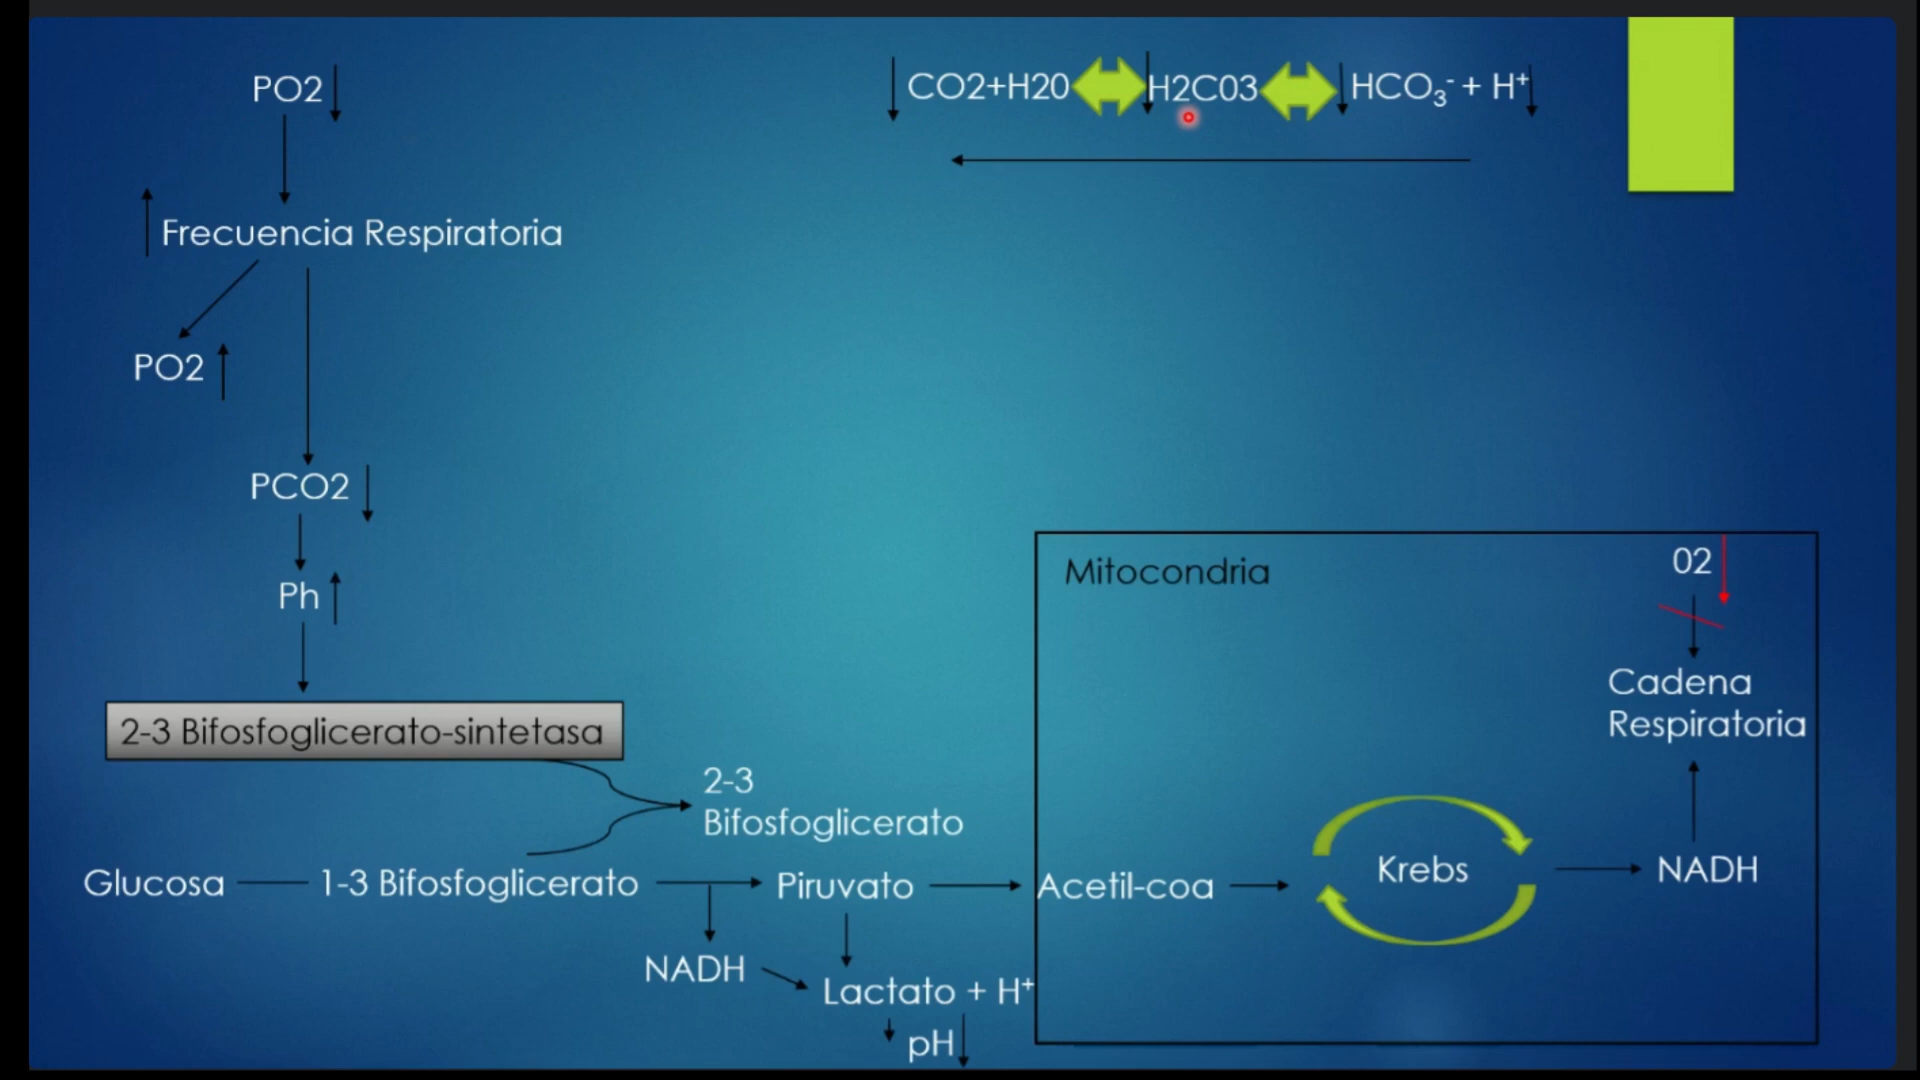 PO2
CO2+H20 H2C03 HCO₃⁻ + H⁺
Frecuencia Respiratoria
PO2
PCO2
Ph
Mitocondria
02
Cadena
Respiratoria
2-3 Bifosfoglicerato-sintetasa
2-3
Bifosfoglicerato
Glucosa 1-3 Bifosfoglicerato Piruvato Acetil-coa Krebs NADH
NADH
Lactato + H⁺
pH